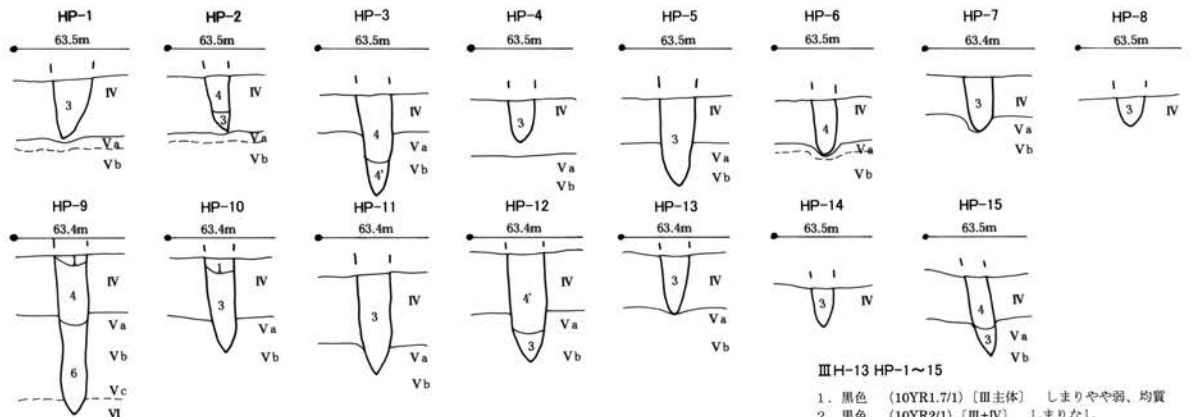 HP-1 HP-2 HP-3 HP-4 HP-5 HP-6 HP-7 HP-8
63.5m 63.5m 63.5m 63.5m 63.5m 63.5m 63.4m 63.5m
3 Ⅳ Ⅴa Ⅴb
4 3 Ⅳ Ⅴa Ⅴb
4 4' Ⅳ Ⅴa Ⅴb
3 Ⅳ Ⅴa Ⅴb
3 Ⅳ Ⅴa Ⅴb
4 Ⅳ Ⅴa Ⅴb
3 Ⅳ Ⅴa Ⅴb
3 Ⅳ
HP-9 HP-10 HP-11 HP-12 HP-13 HP-14 HP-15
63.4m 63.4m 63.4m 63.4m 63.4m 63.5m 63.5m
1 4 6 Ⅳ Ⅴa Ⅴb Ⅴc Ⅵ
1 3 Ⅳ Ⅴa Ⅴb
3 Ⅳ Ⅴa Ⅴb
4' 3 Ⅳ Ⅴa Ⅴb
3 Ⅳ Ⅴa Ⅴb
3 Ⅳ
4 3 Ⅳ Ⅴa Ⅴb
ⅢH-13 HP-1～15
1. 黒色 (10YR1.7/1)〔Ⅲ主体〕 しまりやや弱、均質
2. 黒色 (10YR2/1)〔Ⅲ+Ⅳ〕 しまりなし